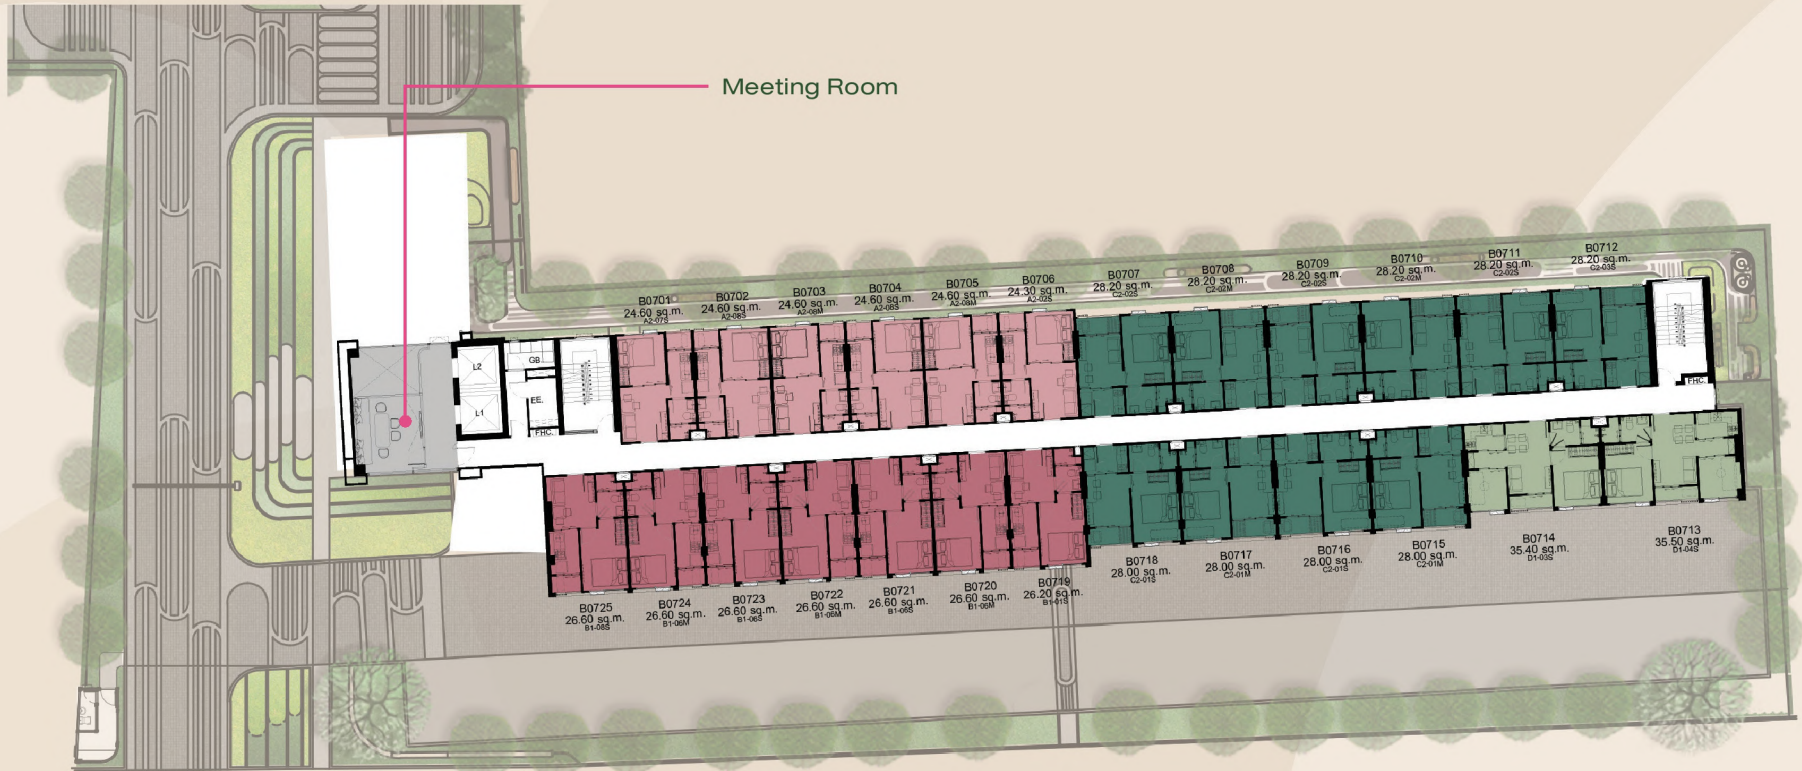 Meeting Room
B0701
24.60 sq.m.
A2-07S
B0702
24.60 sq.m.
A2-08S
B0703
24.60 sq.m.
A2-08M
B0704
24.60 sq.m.
A2-08S
B0705
24.60 sq.m.
A2-08M
B0706
24.30 sq.m.
A2-02S
B0707
28.20 sq.m.
C2-02S
B0708
28.20 sq.m.
C2-02M
B0709
28.20 sq.m.
C2-02S
B0710
28.20 sq.m.
C2-02M
B0711
28.20 sq.m.
C2-02S
B0712
28.20 sq.m.
C2-03S
L2
GB
L1
EE.
FHC.
FHC.
B0725
26.60 sq.m.
B1-08S
B0724
26.60 sq.m.
B1-06M
B0723
26.60 sq.m.
B1-06S
B0722
26.60 sq.m.
B1-06M
B0721
26.60 sq.m.
B1-06S
B0720
26.60 sq.m.
B1-06M
B0719
26.20 sq.m.
B1-01S
B0718
28.00 sq.m.
C2-01S
B0717
28.00 sq.m.
C2-01M
B0716
28.00 sq.m.
C2-01S
B0715
28.00 sq.m.
C2-01M
B0714
35.40 sq.m.
D1-03S
B0713
35.50 sq.m.
D1-04S